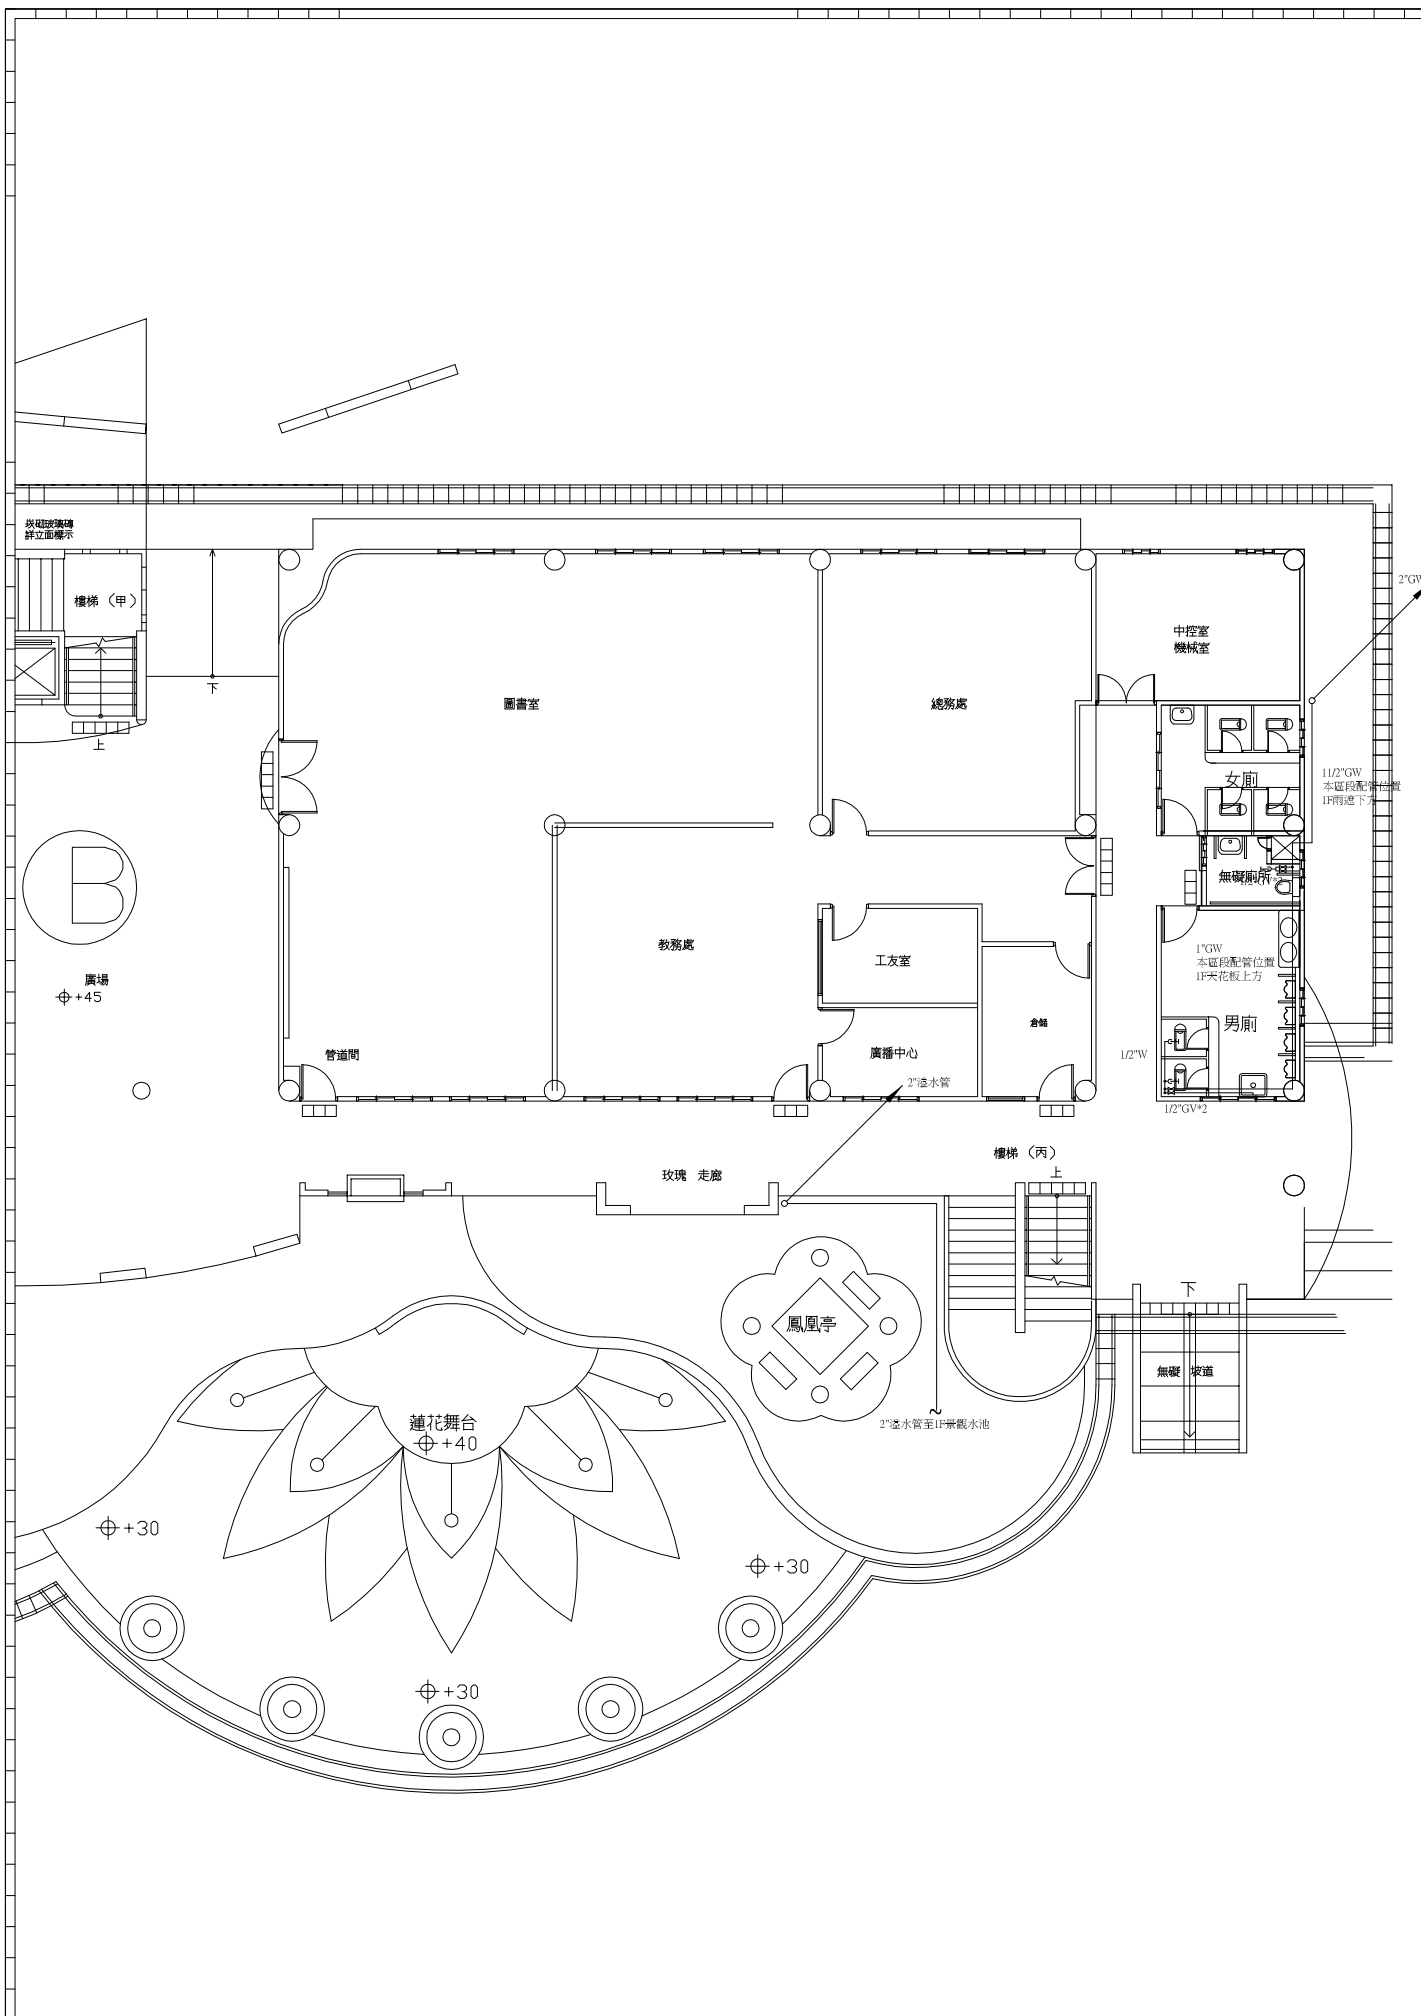 崁砌玻璃磚
詳立面標示
樓梯（甲）
上
下
2"GW
中控室
機械室
圖書室
總務處
女廁
11/2"GW
本區段配管位置
1F雨遮下方
無礙廁所
教務處
工友室
1"GW
本區段配管位置
1F天花板上方
B
廣場
+45
倉儲
男廁
管道間
廣播中心
1/2"W
2"溢水管
1/2"GV*2
玫瑰 走廊
樓梯（丙）
上
下
鳳凰亭
無礙 坡道
蓮花舞台
+40
2"溢水管至1F景觀水池
+30
+30
+30